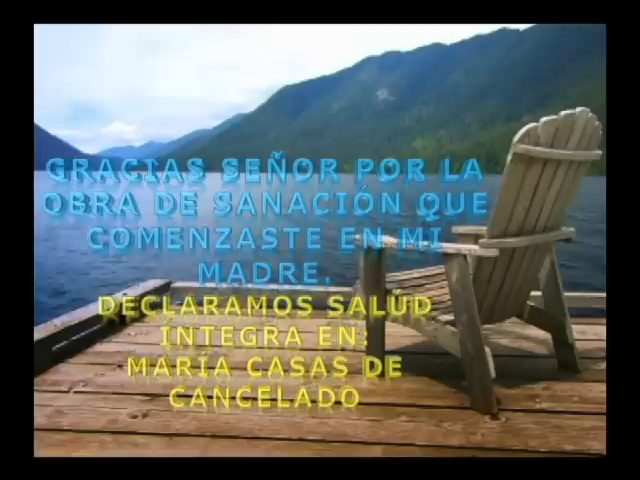 GRACIAS SEÑOR POR LA
OBRA DE SANACIÓN QUE
COMENZASTE EN MI
MADRE.
DECLARAMOS SALÚD
INTEGRA EN:
MARÍA CASAS DE
CANCELADO